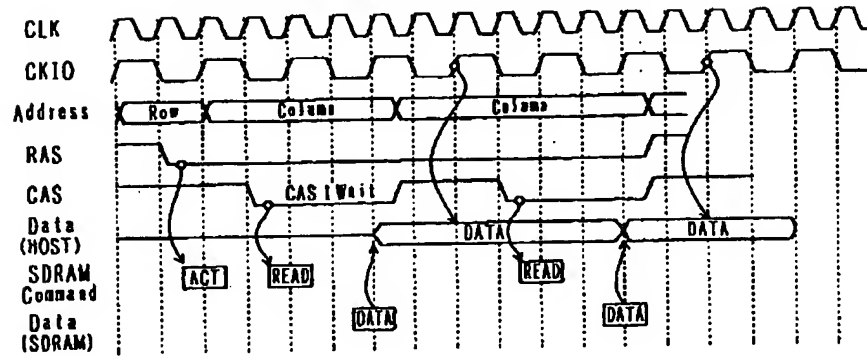 CLK
CKIO
Address Row Column Column
RAS
CAS CAS 1 Wait
Data
(HOST) DATA DATA
SDRAM
Command ACT READ READ
Data
(SDRAM) DATA DATA